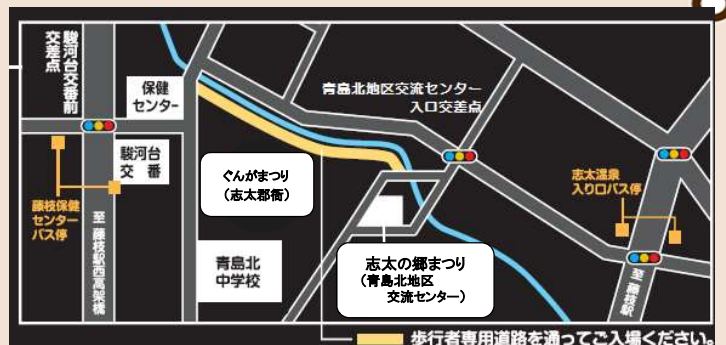 駿河台交番前
交差点
保健
センター
青島北地区交流センター
入口交差点
駿河台
交番
ぐんがまつり
(志太郡衙)
志太温泉
入り口バス停
藤枝保健
センター
バス停
至 藤枝駅西高架橋
青島北
中学校
志太の郷まつり
(青島北地区
交流センター)
至 藤枝駅
歩行者専用道路を通ってご入場ください。